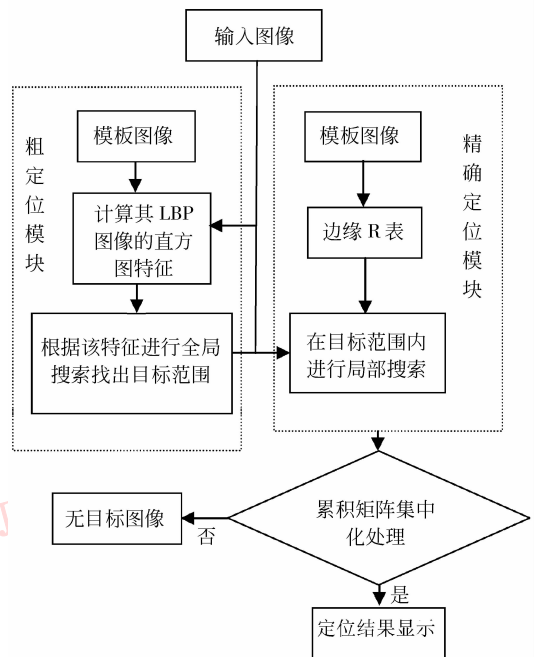 输入图像
粗定位模块
模板图像
计算其 LBP
图像的直方
图特征
根据该特征进行全局
搜索找出目标范围
模板图像
边缘 R 表
在目标范围内
进行局部搜索
精确定位模块
累积矩阵集中
化处理
否
无目标图像
是
定位结果显示